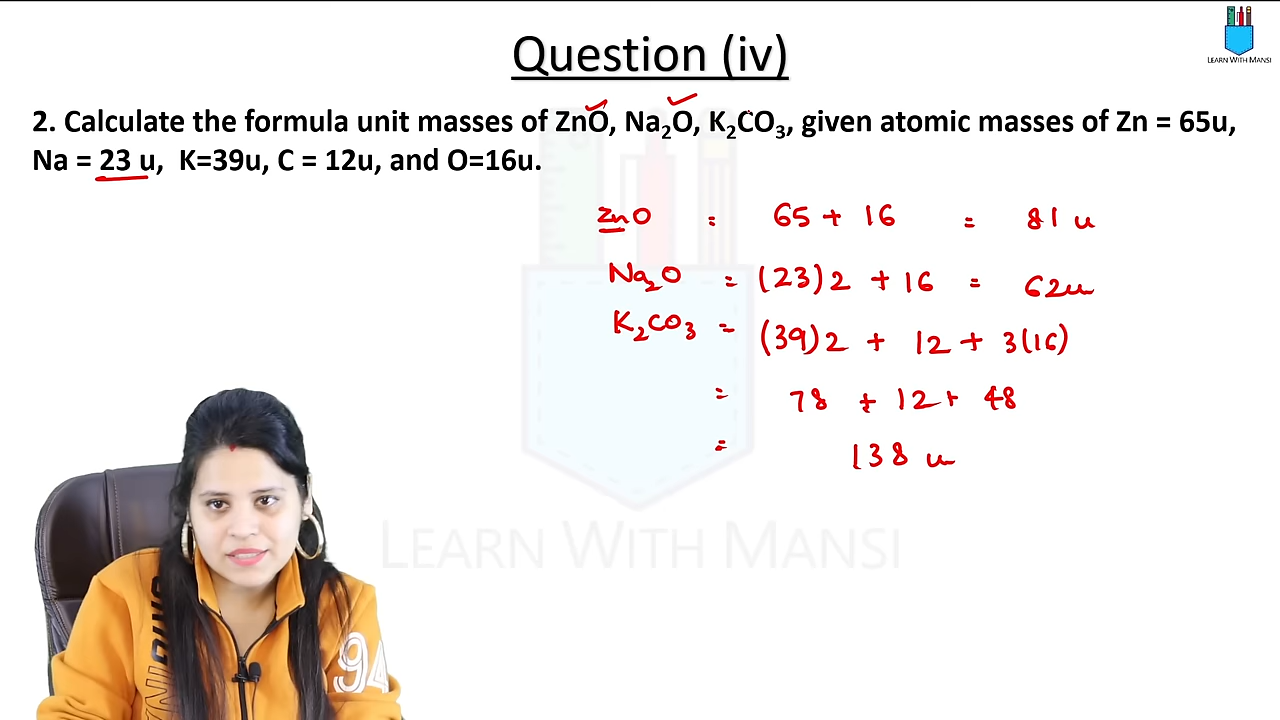 LEARN WITH MANSI
Question (iv)
2. Calculate the formula unit masses of ZnO, Na₂O, K₂CO₃, given atomic masses of Zn = 65u,
Na = 23 u, K=39u, C = 12u, and O=16u.
ZnO = 65 + 16 = 81 u
Na₂O = (23)2 + 16 = 62u
K₂CO₃ = (39)2 + 12 + 3(16)
= 78 + 12 + 48
= 138 u
LEARN WITH MANSI
94